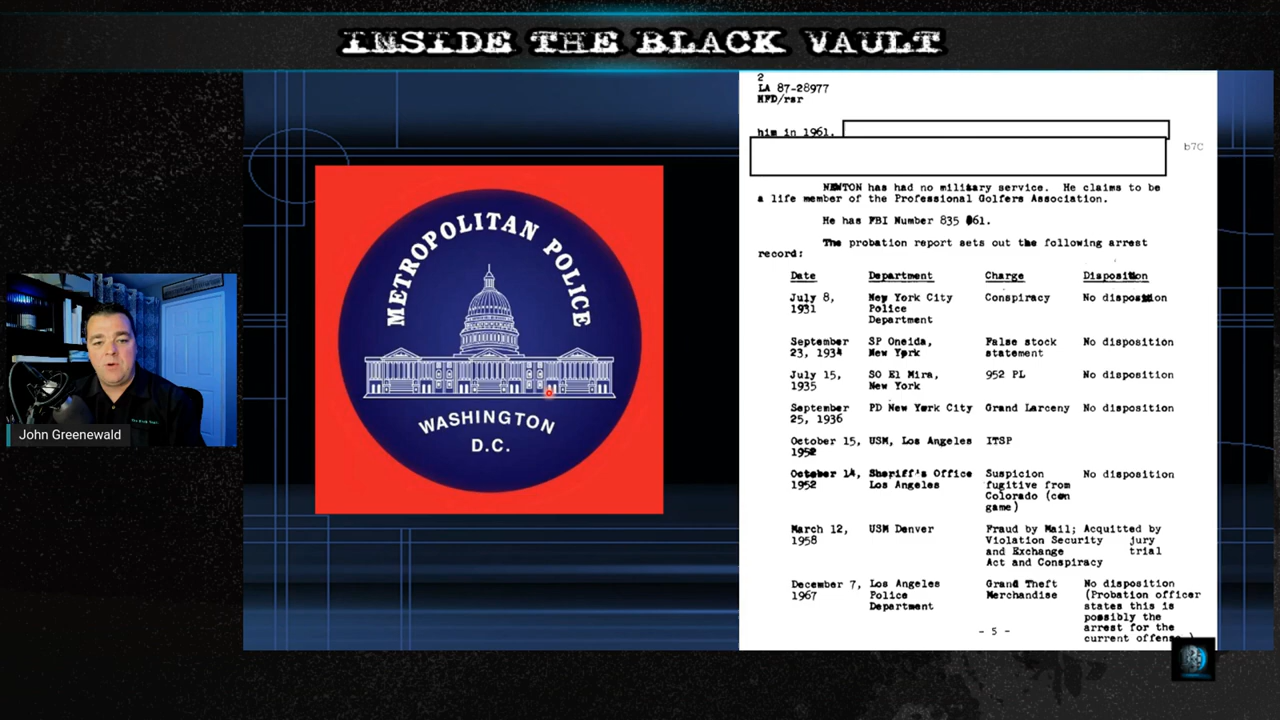 INSIDE THE BLACK VAULT
METROPOLITAN POLICE
WASHINGTON
D.C.
John Greenewald
2
LA 87-28977
MFD/rsr
him in 1961.
b7C
NEWTON has had no military service. He claims to be
a life member of the Professional Golfers Association.
He has FBI Number 835 61.
The probation report sets out the following arrest
record:
Date Department Charge Disposition
July 8, New York City Conspiracy No disposition
1931 Police
Department
September SP Oneida, False stock No disposition
23, 1934 New York statement
July 15, SO El Mira, 952 PL No disposition
1935 New York
September PD New York City Grand Larceny No disposition
25, 1936
October 15, USM, Los Angeles ITSP
1952
October 14, Sheriff's Office Suspicion No disposition
1952 Los Angeles fugitive from
Colorado (con
game)
March 12, USM Denver Fraud by Mail; Acquitted by
1958 Violation Security jury
and Exchange trial
Act and Conspiracy
December 7, Los Angeles Grand Theft No disposition
1967 Police Merchandise (Probation officer
Department states this is
possibly the
arrest for the
- 5 - current offense.)